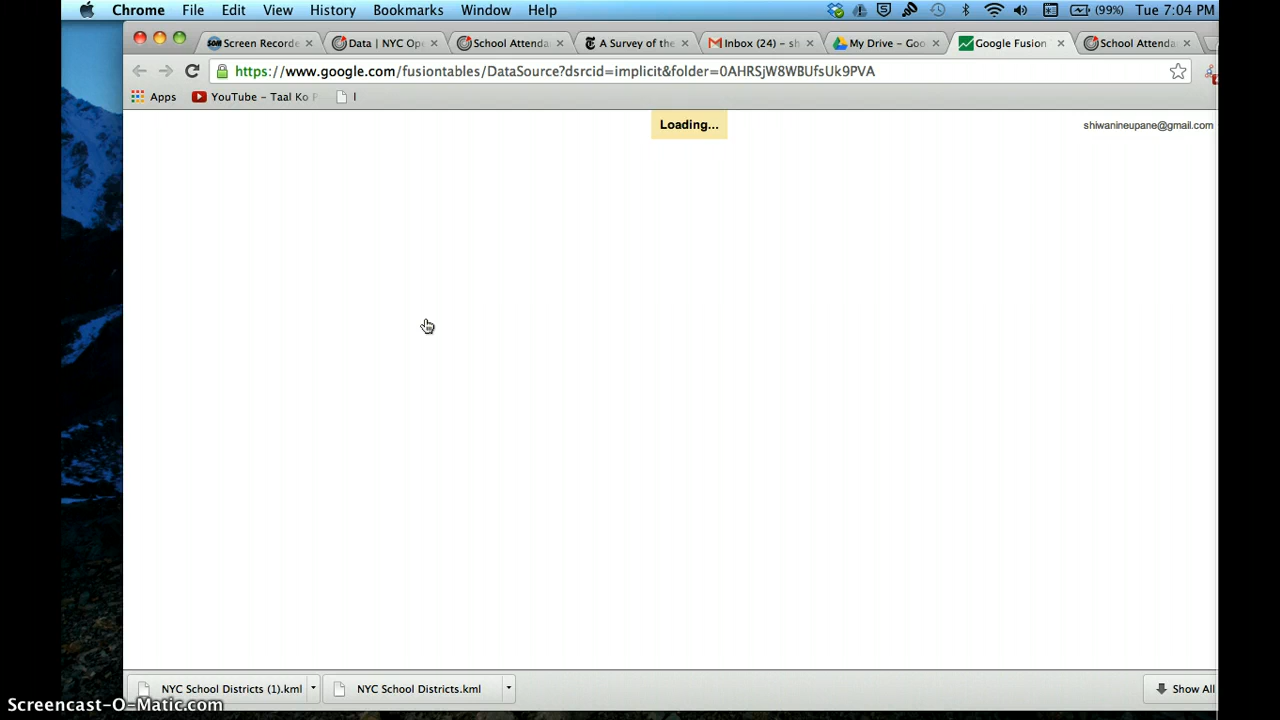 Chrome File Edit View History Bookmarks Window Help (99%) Tue 7:04 PM
Screen Recorde Data | NYC Ope School Attenda A Survey of the Inbox (24) – sh My Drive – Goo Google Fusion School Attenda
https://www.google.com/fusiontables/DataSource?dsrcid=implicit&folder=0AHRSjW8WBUfsUk9PVA
Apps YouTube – Taal Ko P I
Loading...
shiwanineupane@gmail.com
NYC School Districts (1).kml NYC School Districts.kml Show All
Screencast-O-Matic.com